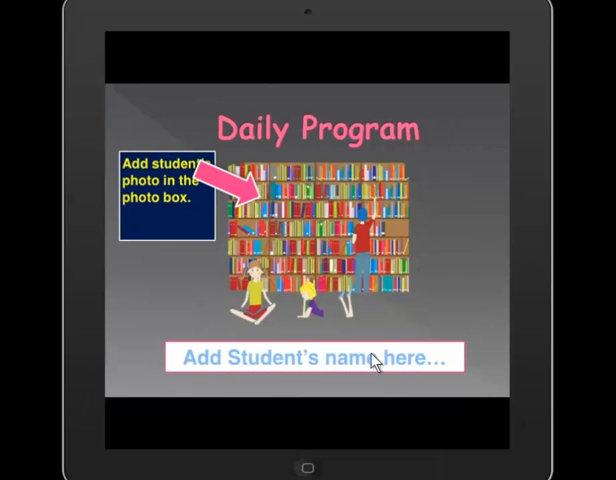 Daily Program
Add student's
photo in the
photo box.
Add Student's name here...